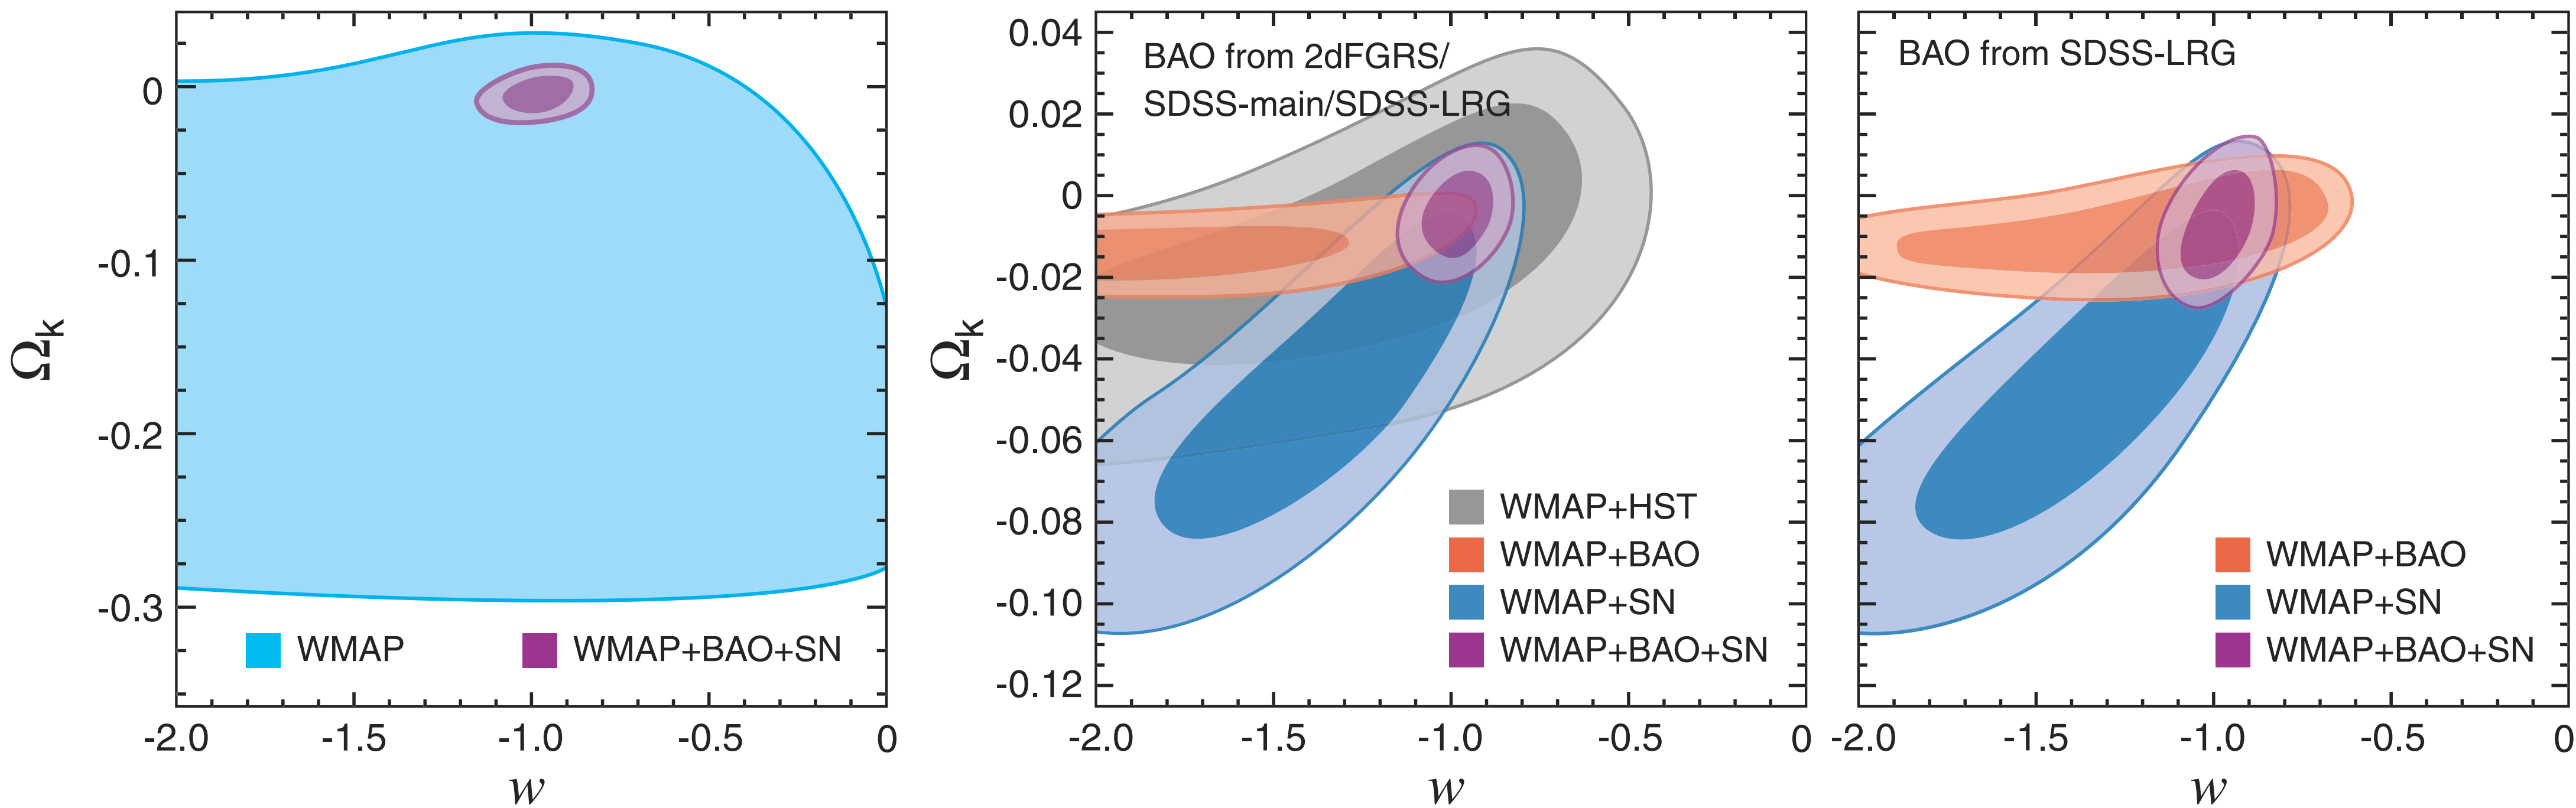 0
-0.1
-0.2
-0.3
Ωk
WMAP
WMAP+BAO+SN
-2.0 -1.5 -1.0 -0.5 0
w
BAO from 2dFGRS/
SDSS-main/SDSS-LRG
0.04
0.02
0
-0.02
-0.04
-0.06
-0.08
-0.10
-0.12
Ωk
WMAP+HST
WMAP+BAO
WMAP+SN
WMAP+BAO+SN
-2.0 -1.5 -1.0 -0.5 0
w
BAO from SDSS-LRG
WMAP+BAO
WMAP+SN
WMAP+BAO+SN
-2.0 -1.5 -1.0 -0.5 0
w